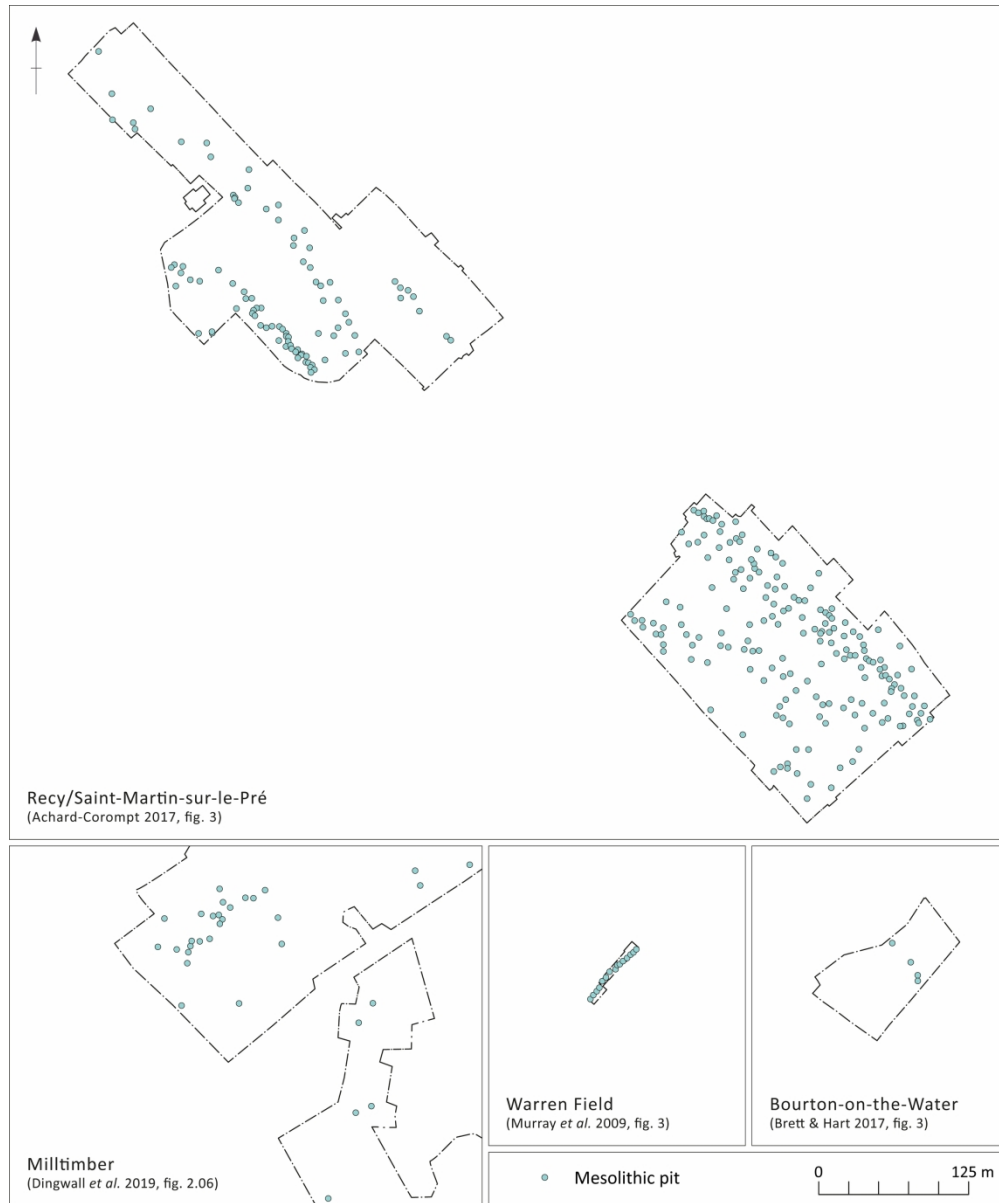 Recy/Saint-Martin-sur-le-Pré
(Achard-Corompt 2017, fig. 3)
Milltimber
(Dingwall et al. 2019, fig. 2.06)
Warren Field
(Murray et al. 2009, fig. 3)
Bourton-on-the-Water
(Brett & Hart 2017, fig. 3)
Mesolithic pit
0 125 m